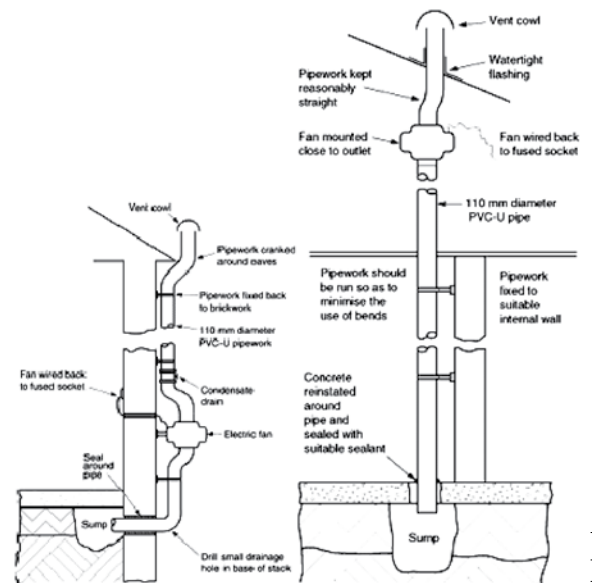 Vent cowl
Pipework cranked
around eaves
Pipework fixed back
to brickwork
110 mm diameter
PVC-U pipework
Fan wired back
to fused socket
Condensate
drain
Electric fan
Seal
around
pipe
Sump
Drill small drainage
hole in base of stack
Vent cowl
Watertight
flashing
Pipework kept
reasonably
straight
Fan mounted
close to outlet
Fan wired back
to fused socket
110 mm diameter
PVC-U pipe
Pipework should
be run so as to
minimise the
use of bends
Pipework
fixed to
suitable
internal wall
Concrete
reinstated
around
pipe and
sealed with
suitable sealant
Sump